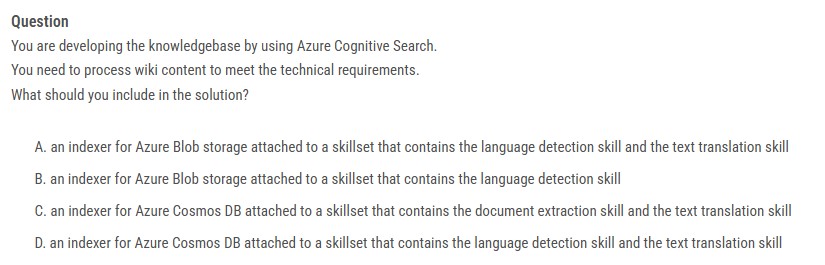 Question
You are developing the knowledgebase by using Azure Cognitive Search.
You need to process wiki content to meet the technical requirements.
What should you include in the solution?
A. an indexer for Azure Blob storage attached to a skillset that contains the language detection skill and the text translation skill
B. an indexer for Azure Blob storage attached to a skillset that contains the language detection skill
C. an indexer for Azure Cosmos DB attached to a skillset that contains the document extraction skill and the text translation skill
D. an indexer for Azure Cosmos DB attached to a skillset that contains the language detection skill and the text translation skill